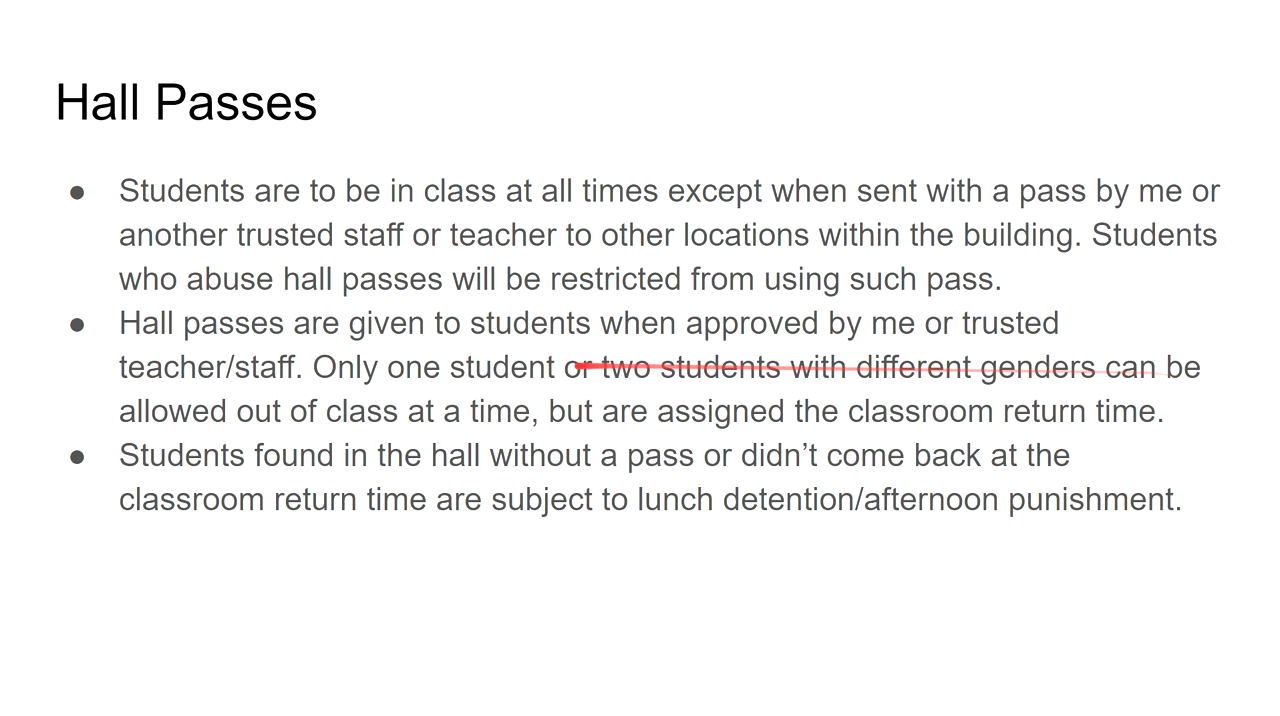 Hall Passes
● Students are to be in class at all times except when sent with a pass by me or
another trusted staff or teacher to other locations within the building. Students
who abuse hall passes will be restricted from using such pass.
● Hall passes are given to students when approved by me or trusted
teacher/staff. Only one student or two students with different genders can be
allowed out of class at a time, but are assigned the classroom return time.
● Students found in the hall without a pass or didn’t come back at the
classroom return time are subject to lunch detention/afternoon punishment.